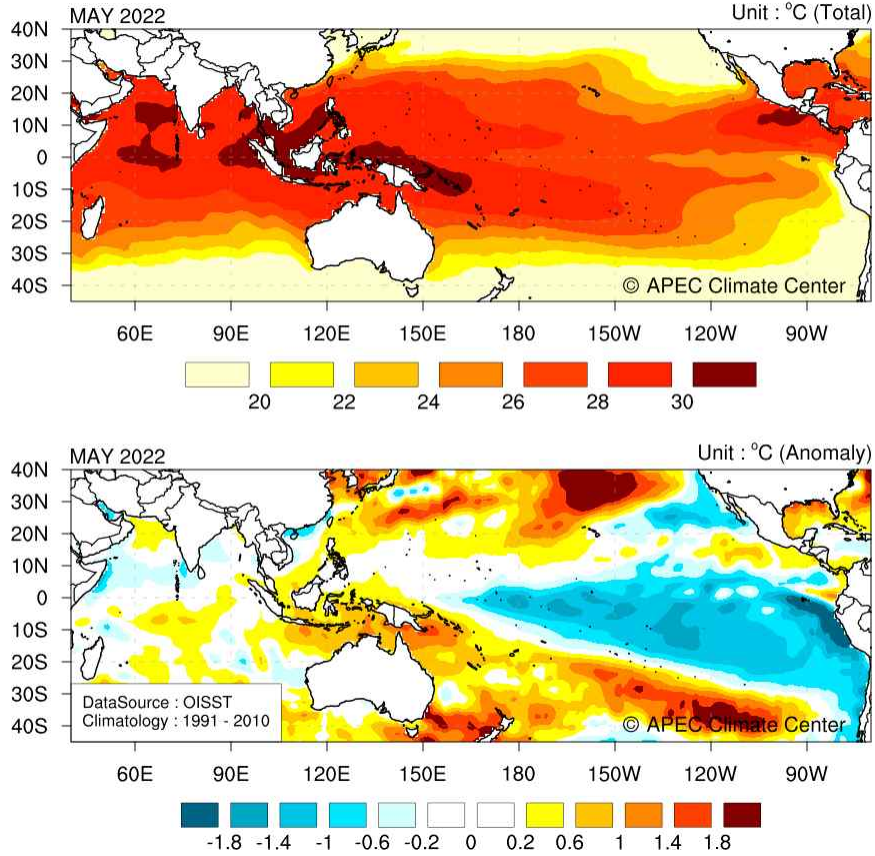 MAY 2022 Unit : °C (Total)
40N
30N
20N
10N
0
10S
20S
30S
40S
© APEC Climate Center
60E 90E 120E 150E 180 150W 120W 90W
20 22 24 26 28 30
MAY 2022 Unit : °C (Anomaly)
40N
30N
20N
10N
0
10S
20S
30S
40S
DataSource : OISST
Climatology : 1991 - 2010
© APEC Climate Center
60E 90E 120E 150E 180 150W 120W 90W
-1.8 -1.4 -1 -0.6 -0.2 0 0.2 0.6 1 1.4 1.8